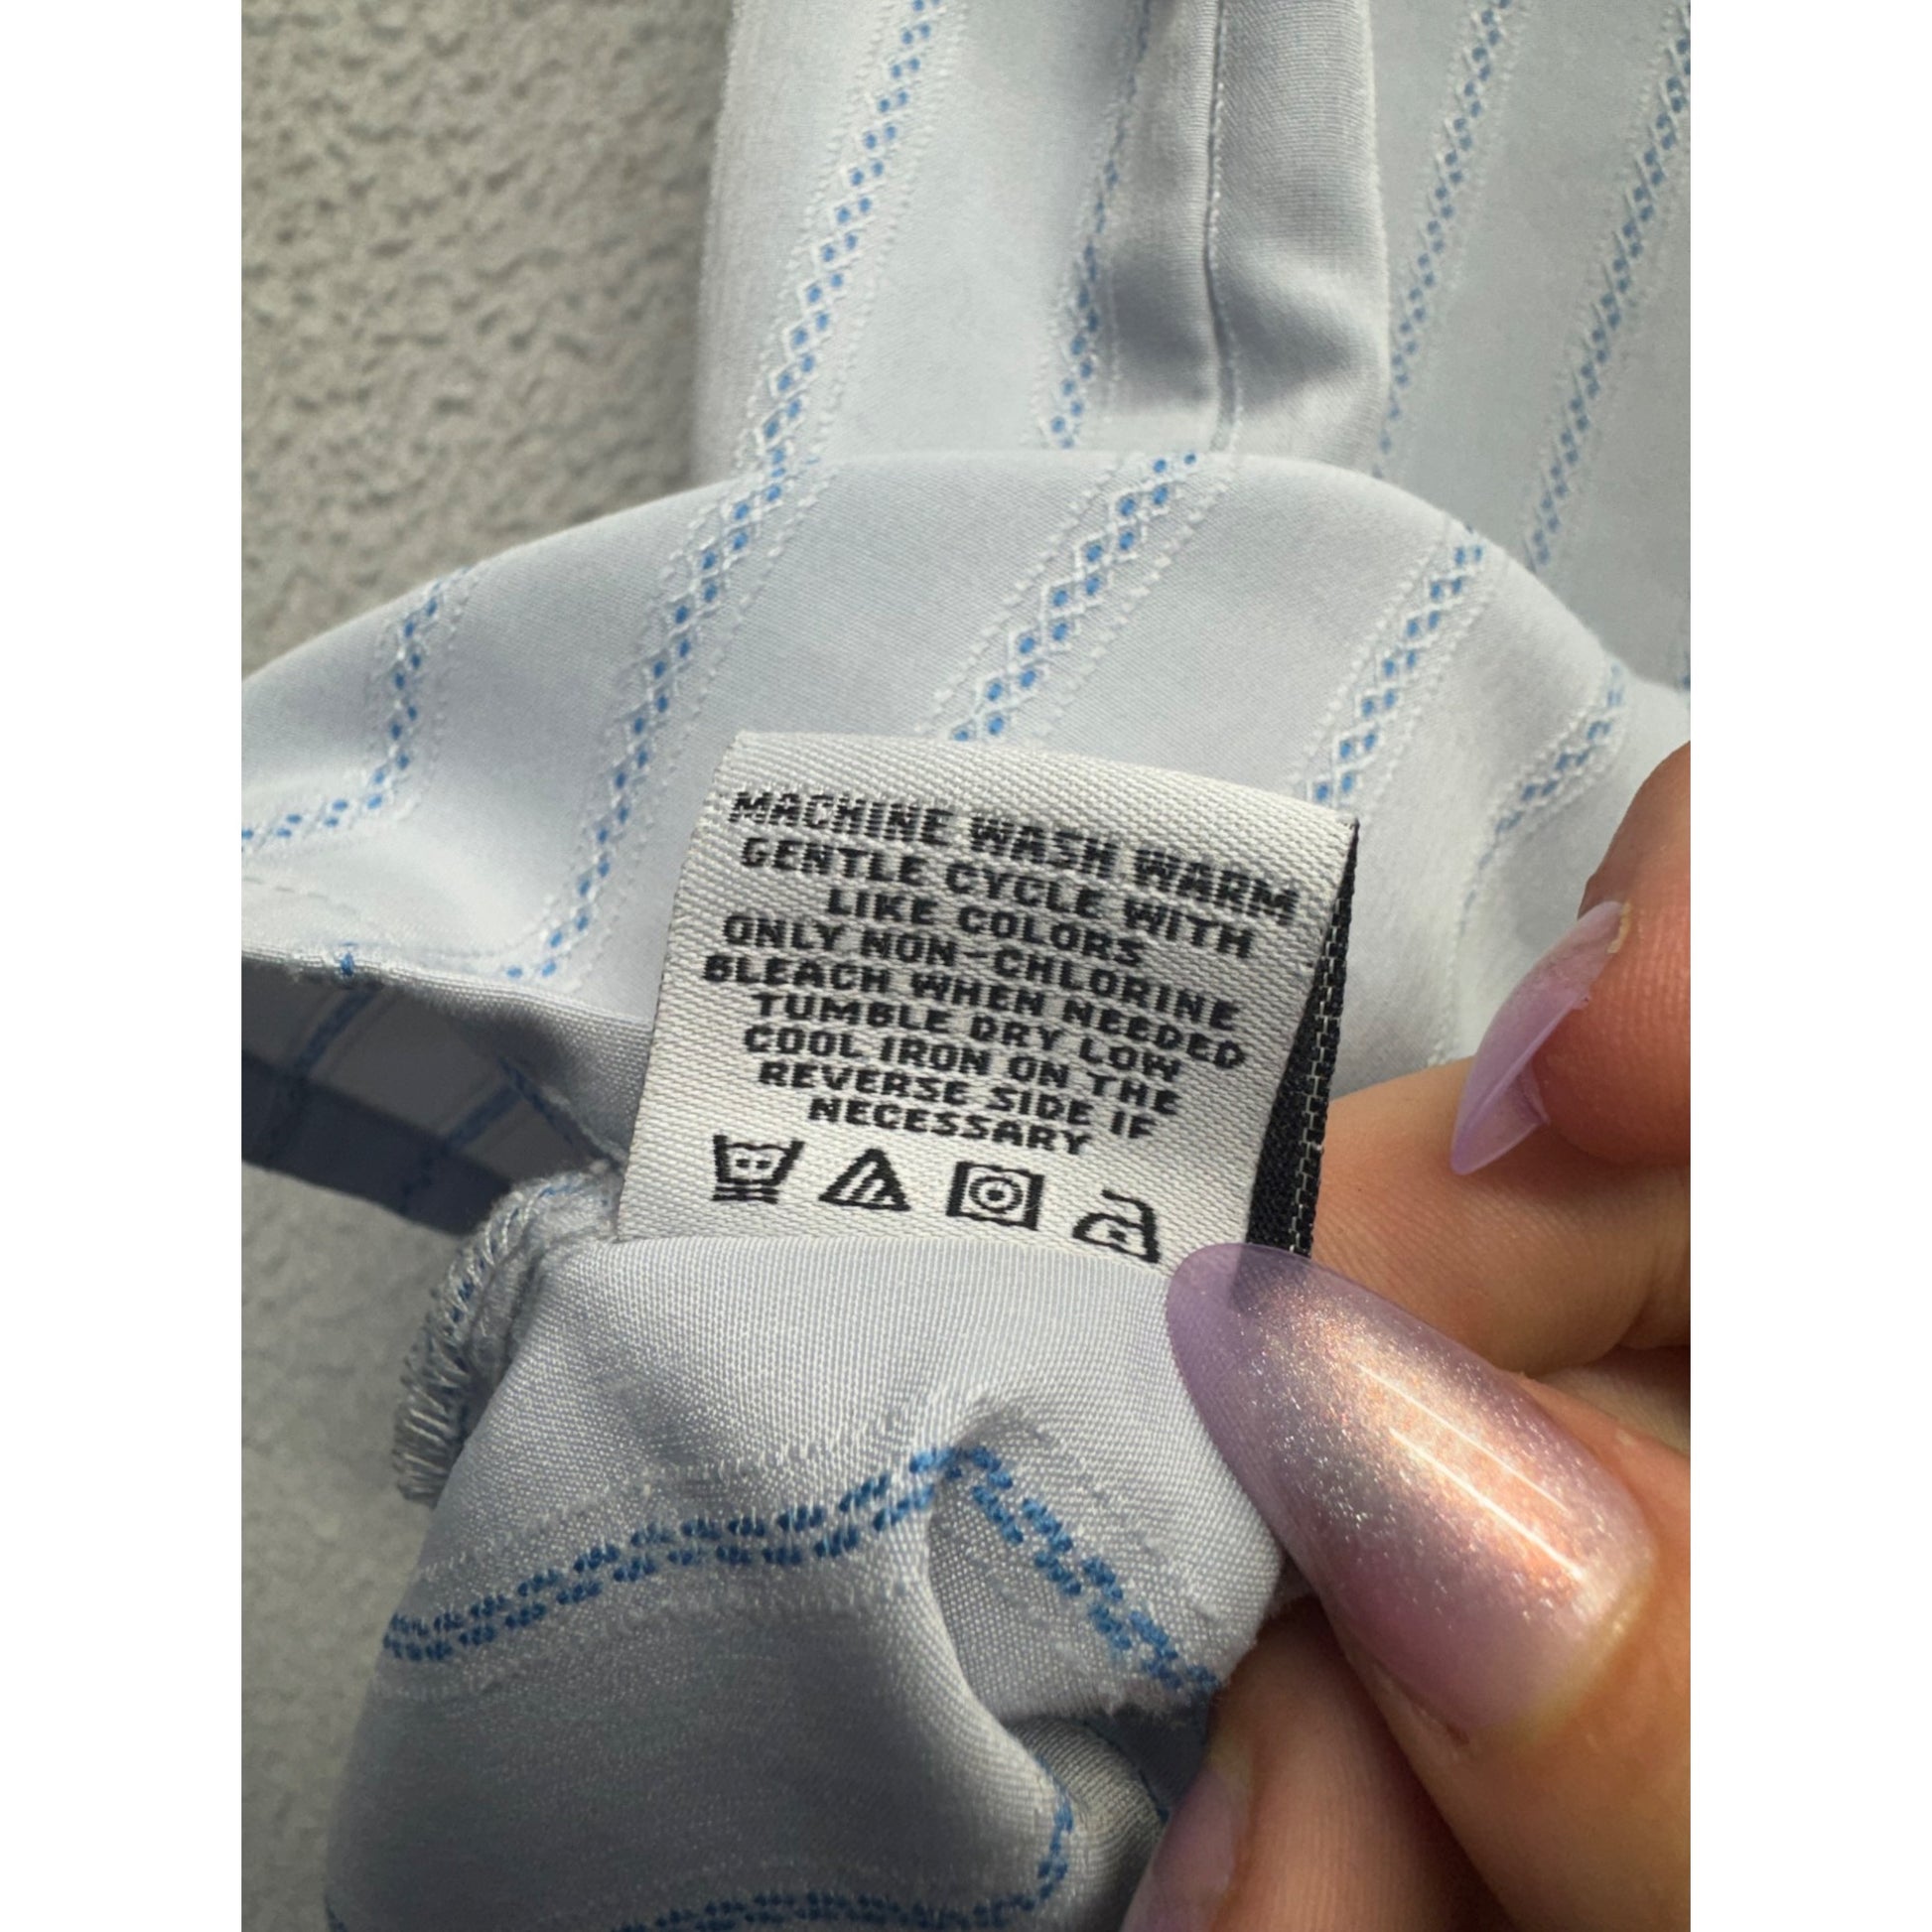 MACHINE WASH WARM
GENTLE CYCLE WITH
LIKE COLORS
ONLY NON-CHLORINE
BLEACH WHEN NEEDED
TUMBLE DRY LOW
COOL IRON ON THE
REVERSE SIDE IF
NECESSARY